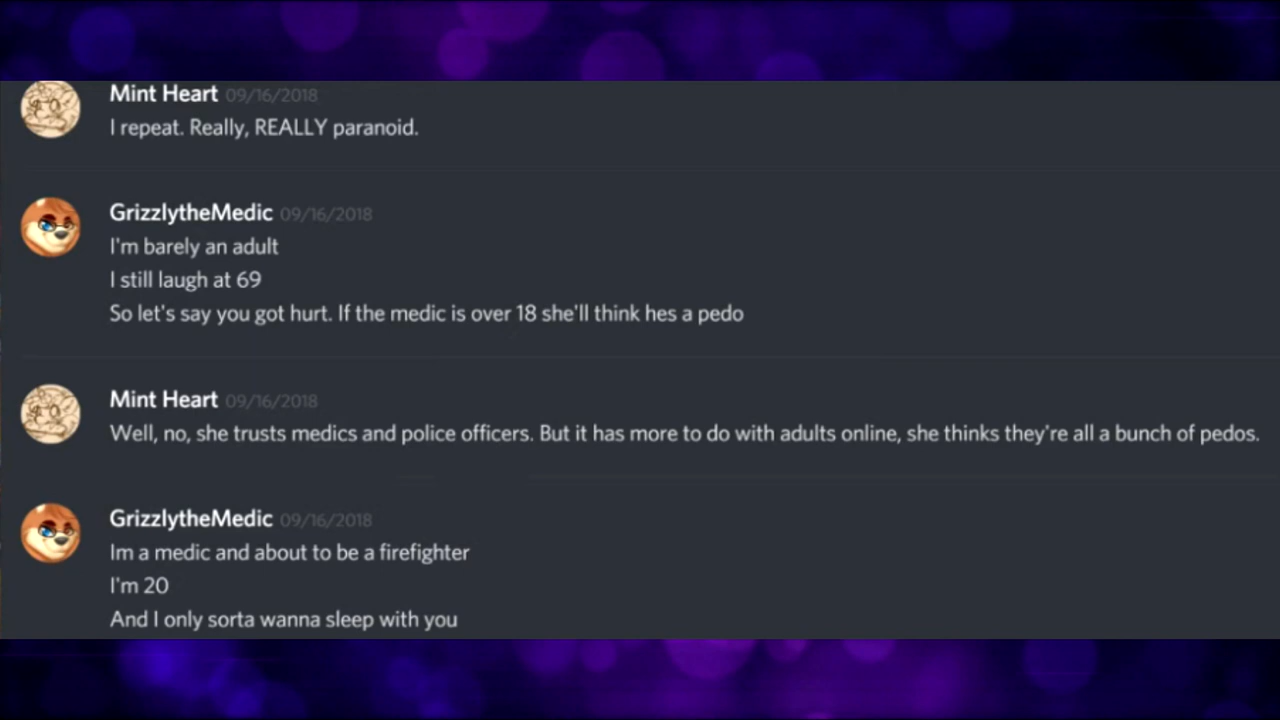 Mint Heart 09/16/2018
I repeat. Really, REALLY paranoid.
GrizzlytheMedic 09/16/2018
I'm barely an adult
I still laugh at 69
So let's say you got hurt. If the medic is over 18 she'll think hes a pedo
Mint Heart 09/16/2018
Well, no, she trusts medics and police officers. But it has more to do with adults online, she thinks they're all a bunch of pedos.
GrizzlytheMedic 09/16/2018
Im a medic and about to be a firefighter
I'm 20
And I only sorta wanna sleep with you